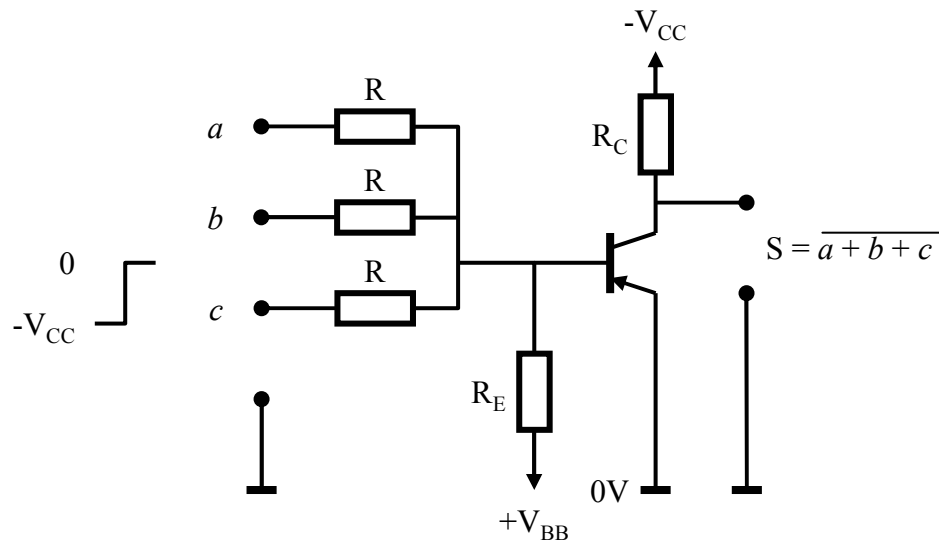 -V_CC
R
a
R_C
R
b
S = \overline{a + b + c}
0
R
c
-V_CC
R_E
0V
+V_BB